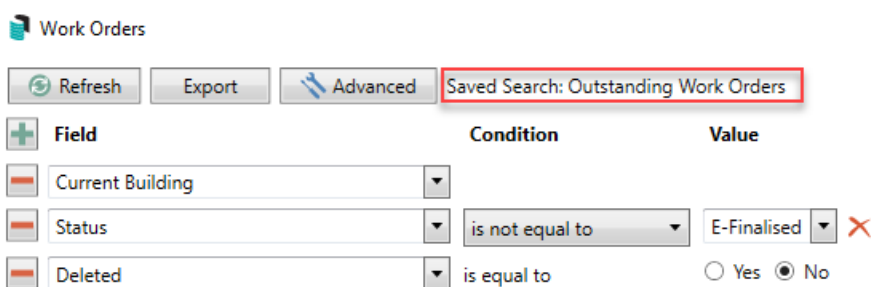 Work Orders
Refresh Export Advanced Saved Search: Outstanding Work Orders
Field Condition Value
Current Building
Status is not equal to E-Finalised
Deleted is equal to Yes No